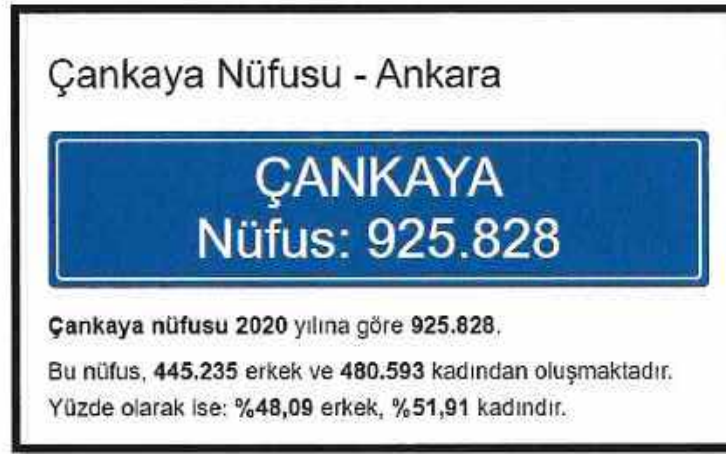 Çankaya Nüfusu - Ankara
ÇANKAYA
Nüfus: 925.828
Çankaya nüfusu 2020 yılına göre 925.828.
Bu nüfus, 445.235 erkek ve 480.593 kadından oluşmaktadır.
Yüzde olarak ise: %48,09 erkek, %51,91 kadındır.